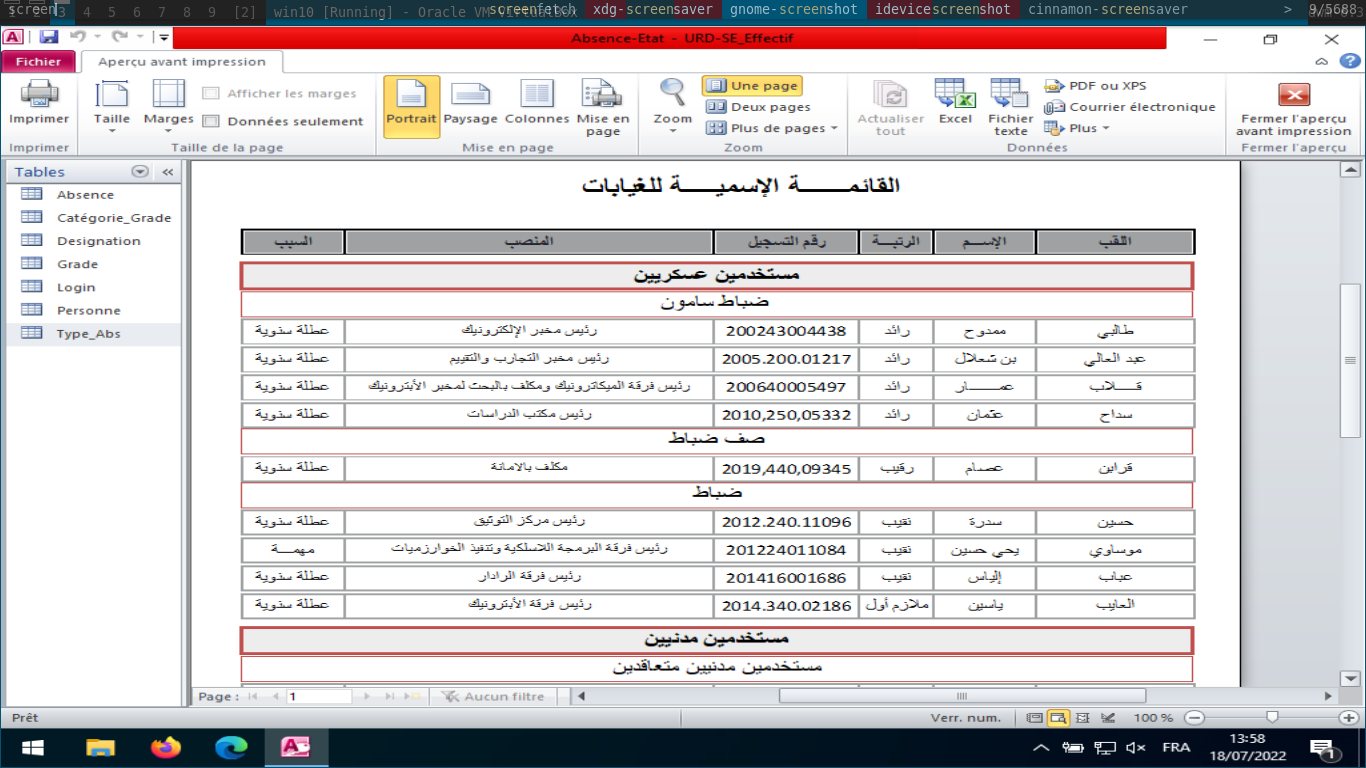 screen screenfetch xdg-screensaver gnome-screenshot idevicescreenshot cinnamon-screensaver > 9/5688
3 4 5 6 7 8 9 [2] win10 [Running] - Oracle VM
Absence-Etat - URD-SE_Effectif
Fichier Aperçu avant impression
Afficher les marges
Données seulement
Imprimer Taille Marges Portrait Paysage Colonnes Mise en page Zoom
Une page
Deux pages
Plus de pages
Actualiser tout Excel Fichier texte
PDF ou XPS
Courrier électronique
Plus
Fermer l'aperçu avant impression
Imprimer Taille de la page Mise en page Zoom Données Fermer l'aperçu
Tables
Absence
Catégorie_Grade
Designation
Grade
Login
Personne
Type_Abs
القائمـــــة الإسميـــــة للغيابات
اللقب الإســـم الرتبـــة رقم التسجيل المنصب السبب
مستخدمين عسكريين
ضباط سامون
طالبي ممدوح رائد 200243004438 رئيس مخبر الإلكترونيك عطلة سنوية
عبد العالي بن شعلال رائد 2005.200.01217 رئيس مخبر التجارب والتقييم عطلة سنوية
قـــــلاب عمـــــــار رائد 200640005497 رئيس فرقة الميكاترونيك ومكلف بالبحث لمخبر الأبترونيك عطلة سنوية
سداح عثمان رائد 2010,250,05332 رئيس مكتب الدراسات عطلة سنوية
صف ضباط
قرابن عصام رقيب 2019,440,09345 مكلف بالامانة عطلة سنوية
ضباط
حسين سدرة نقيب 2012.240.11096 رئيس مركز التوثيق عطلة سنوية
موساوي يحي حسين نقيب 201224011084 رئيس فرقة البرمجة اللاسلكية وتنفيذ الخوارزميات مهمـــة
عباب إلياس نقيب 201416001686 رئيس فرقة الرادار عطلة سنوية
العايب ياسين ملازم أول 2014.340.02186 رئيس فرقة الأبترونيك عطلة سنوية
مستخدمين مدنيين
مستخدمين مدنيين متعاقدين
Page : 1 Aucun filtre
Prêt Verr. num. 100 %
FRA 13:58
18/07/2022
1